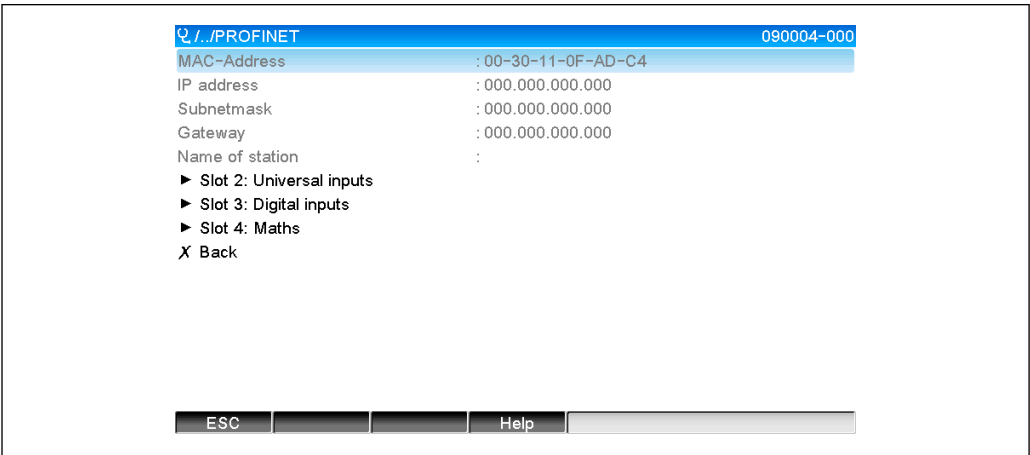 /../PROFINET 090004-000
MAC-Address : 00-30-11-0F-AD-C4
IP address : 000.000.000.000
Subnetmask : 000.000.000.000
Gateway : 000.000.000.000
Name of station :
► Slot 2: Universal inputs
► Slot 3: Digital inputs
► Slot 4: Maths
X Back
ESC Help